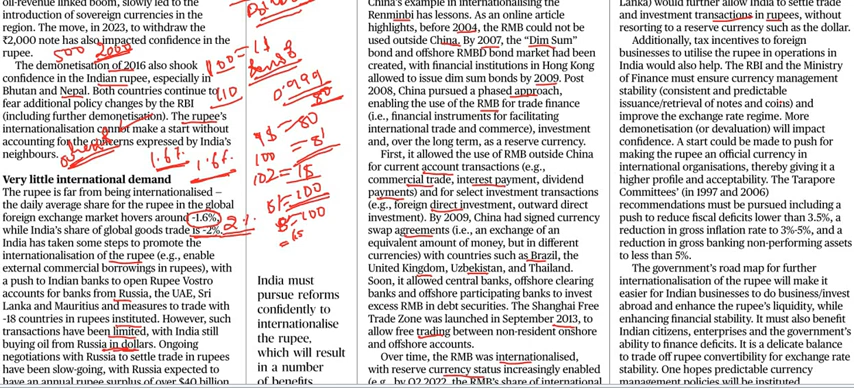 oil-revenue linked boom, slowly led to the
introduction of sovereign currencies in the
region. The move, in 2023, to withdraw the
₹2,000 note has also impacted confidence in the
rupee.
The demonetisation of 2016 also shook
confidence in the Indian rupee, especially in
Bhutan and Nepal. Both countries continue to
fear additional policy changes by the RBI
(including further demonetisation). The rupee's
internationalisation cannot make a start without
accounting for the concerns expressed by India's
neighbours.
Very little international demand
The rupee is far from being internationalised —
the daily average share for the rupee in the global
foreign exchange market hovers around -1.6%,
while India's share of global goods trade is -2%.
India has taken some steps to promote the
internationalisation of the rupee (e.g., enable
external commercial borrowings in rupees), with
a push to Indian banks to open Rupee Vostro
accounts for banks from Russia, the UAE, Sri
Lanka and Mauritius and measures to trade with
-18 countries in rupees instituted. However, such
transactions have been limited, with India still
buying oil from Russia in dollars. Ongoing
negotiations with Russia to settle trade in rupees
have been slow-going, with Russia expected to
have an annual rupee surplus of over $40 billion
500 2000
100 = 1$
110
0.999
80
1$ = 80
100 = 81
1.6%
1.6%
2%
India must
pursue reforms
confidently to
internationalise
the rupee,
which will result
in a number
of benefits
China's example in internationalising the
Renminbi has lessons. As an online article
highlights, before 2004, the RMB could not be
used outside China. By 2007, the "Dim Sum"
bond and offshore RMBD bond market had been
created, with financial institutions in Hong Kong
allowed to issue dim sum bonds by 2009. Post
2008, China pursued a phased approach,
enabling the use of the RMB for trade finance
(i.e., financial instruments for facilitating
international trade and commerce), investment
and, over the long term, as a reserve currency.
First, it allowed the use of RMB outside China
for current account transactions (e.g.,
commercial trade, interest payment, dividend
payments) and for select investment transactions
(e.g., foreign direct investment, outward direct
investment). By 2009, China had signed currency
swap agreements (i.e., an exchange of an
equivalent amount of money, but in different
currencies) with countries such as Brazil, the
United Kingdom, Uzbekistan, and Thailand.
Soon, it allowed central banks, offshore clearing
banks and offshore participating banks to invest
excess RMB in debt securities. The Shanghai Free
Trade Zone was launched in September 2013, to
allow free trading between non-resident onshore
and offshore accounts.
Over time, the RMB was internationalised,
with reserve currency status increasingly enabled
(e.g., by Q2 2022, the RMB's share of international
Lanka) would further allow India to settle trade
and investment transactions in rupees, without
resorting to a reserve currency such as the dollar.
Additionally, tax incentives to foreign
businesses to utilise the rupee in operations in
India would also help. The RBI and the Ministry
of Finance must ensure currency management
stability (consistent and predictable
issuance/retrieval of notes and coins) and
improve the exchange rate regime. More
demonetisation (or devaluation) will impact
confidence. A start could be made to push for
making the rupee an official currency in
international organisations, thereby giving it a
higher profile and acceptability. The Tarapore
Committees' (in 1997 and 2006)
recommendations must be pursued including a
push to reduce fiscal deficits lower than 3.5%, a
reduction in gross inflation rate to 3%-5%, and a
reduction in gross banking non-performing assets
to less than 5%.
The government's road map for further
internationalisation of the rupee will make it
easier for Indian businesses to do business/invest
abroad and enhance the rupee's liquidity, while
enhancing financial stability. It must also benefit
Indian citizens, enterprises and the government's
ability to finance deficits. It is a delicate balance
to trade off rupee convertibility for exchange rate
stability. One hopes predictable currency
management policies will be instituted